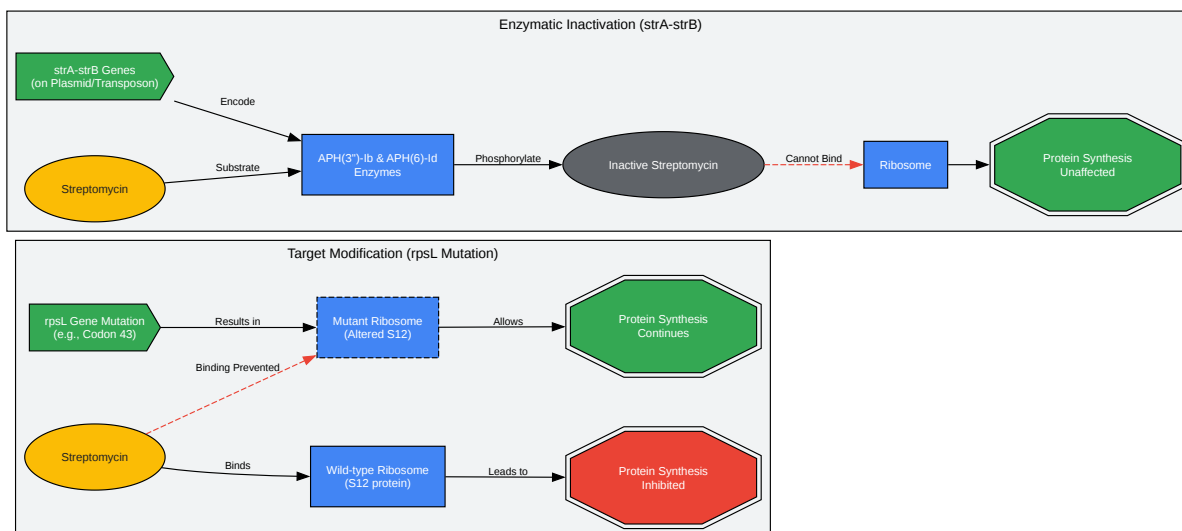 Enzymatic Inactivation (strA-strB)
strA-strB Genes
(on Plasmid/Transposon)
Encode
Streptomycin
Substrate
APH(3")-Ib & APH(6)-Id
Enzymes
Phosphorylate
Inactive Streptomycin
Cannot Bind
Ribosome
Protein Synthesis
Unaffected
Target Modification (rpsL Mutation)
rpsL Gene Mutation
(e.g., Codon 43)
Results in
Mutant Ribosome
(Altered S12)
Allows
Protein Synthesis
Continues
Binding Prevented
Streptomycin
Binds
Wild-type Ribosome
(S12 protein)
Leads to
Protein Synthesis
Inhibited